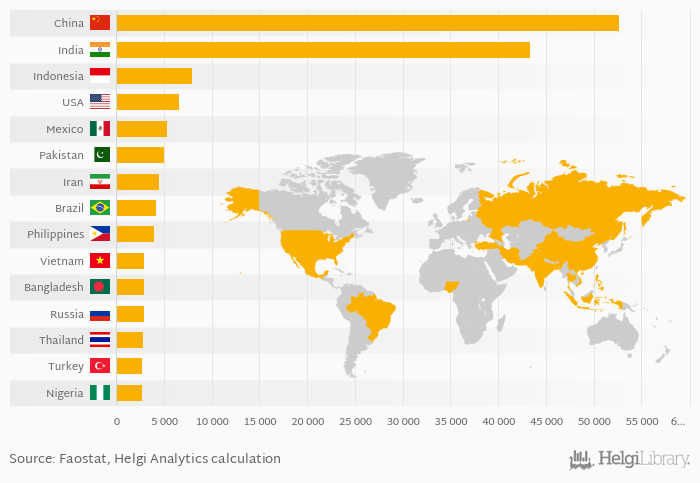 China
India
Indonesia
USA
Mexico
Pakistan
Iran
Brazil
Philippines
Vietnam
Bangladesh
Russia
Thailand
Turkey
Nigeria
0 5 000 10 000 15 000 20 000 25 000 30 000 35 000 40 000 45 000 50 000 55 000 6...
Source: Faostat, Helgi Analytics calculation
HelgiLibrary.